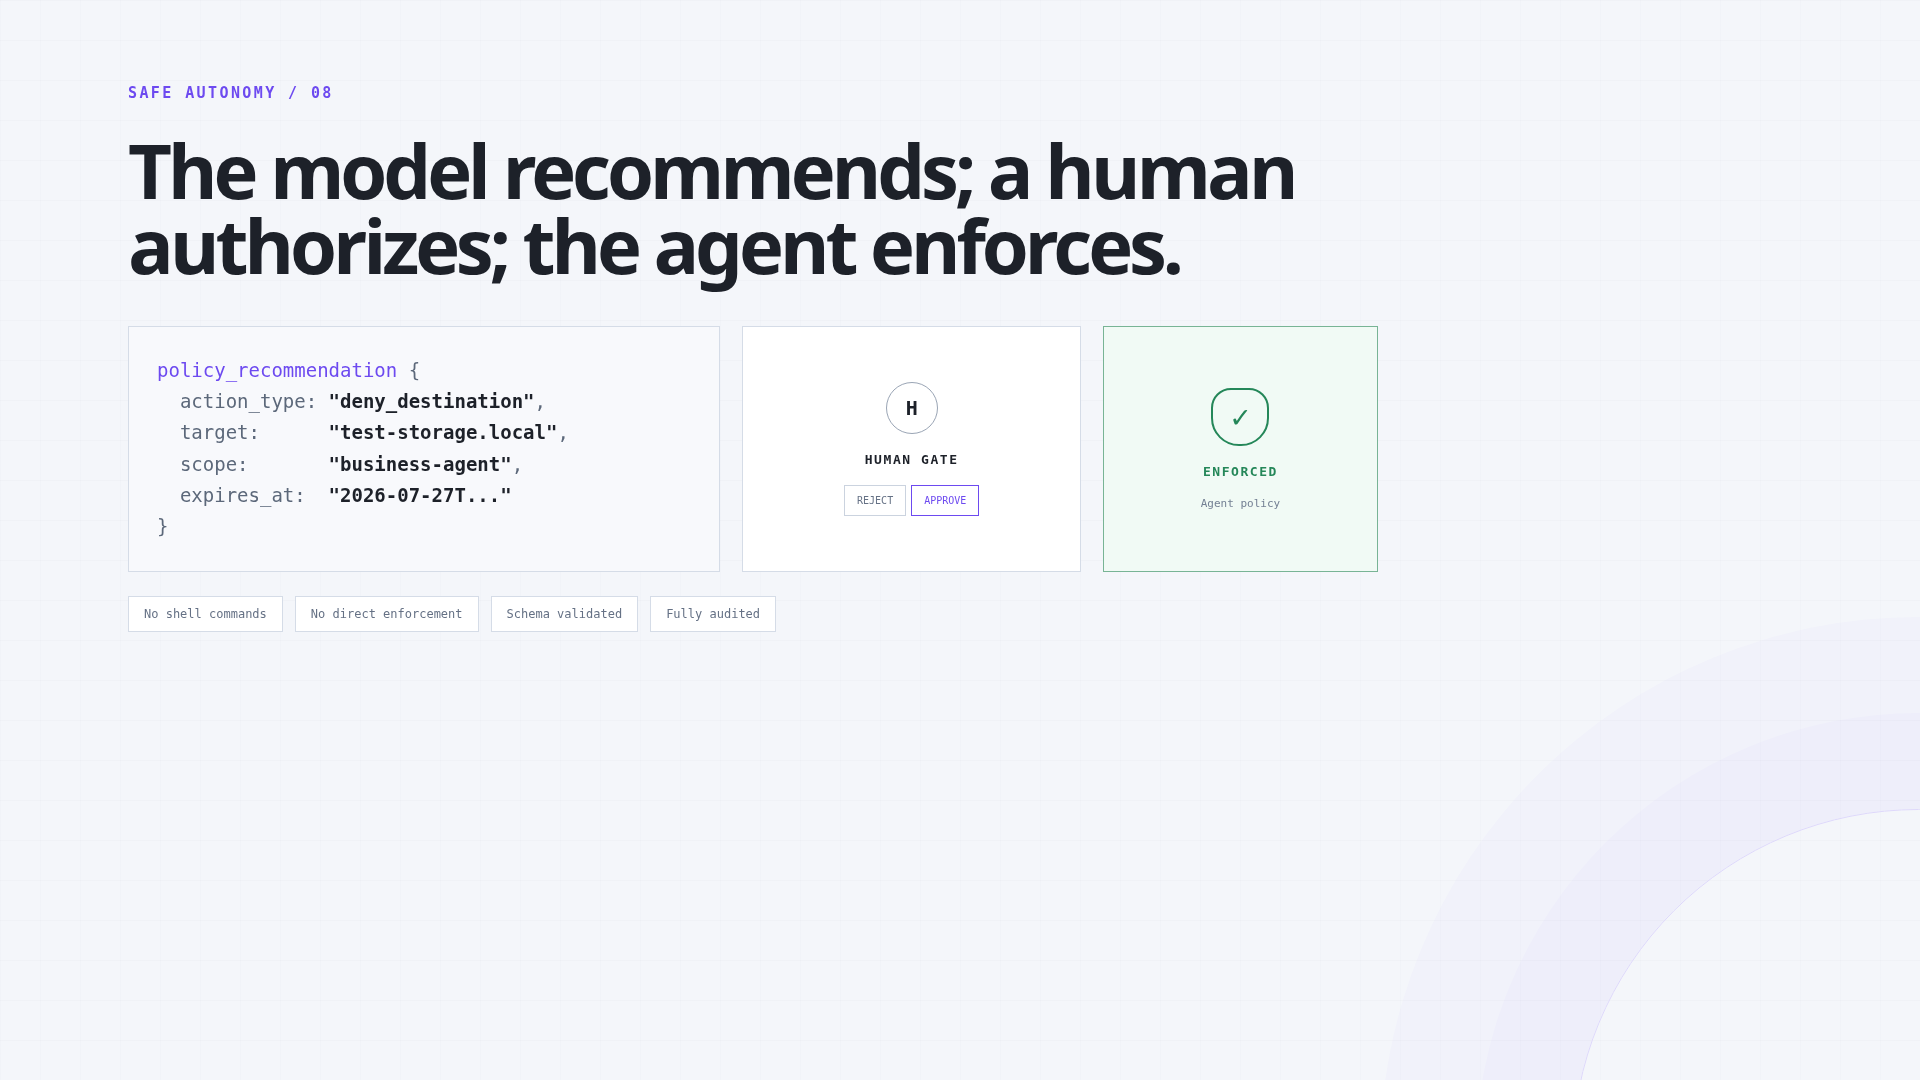 SAFE AUTONOMY / 08
The model recommends; a human
authorizes; the agent enforces.
policy_recommendation {
  action_type: "deny_destination",
  target:      "test-storage.local",
  scope:       "business-agent",
  expires_at:  "2026-07-27T..."
}
H
HUMAN GATE
REJECT APPROVE
✓
ENFORCED
Agent policy
No shell commands
No direct enforcement
Schema validated
Fully audited